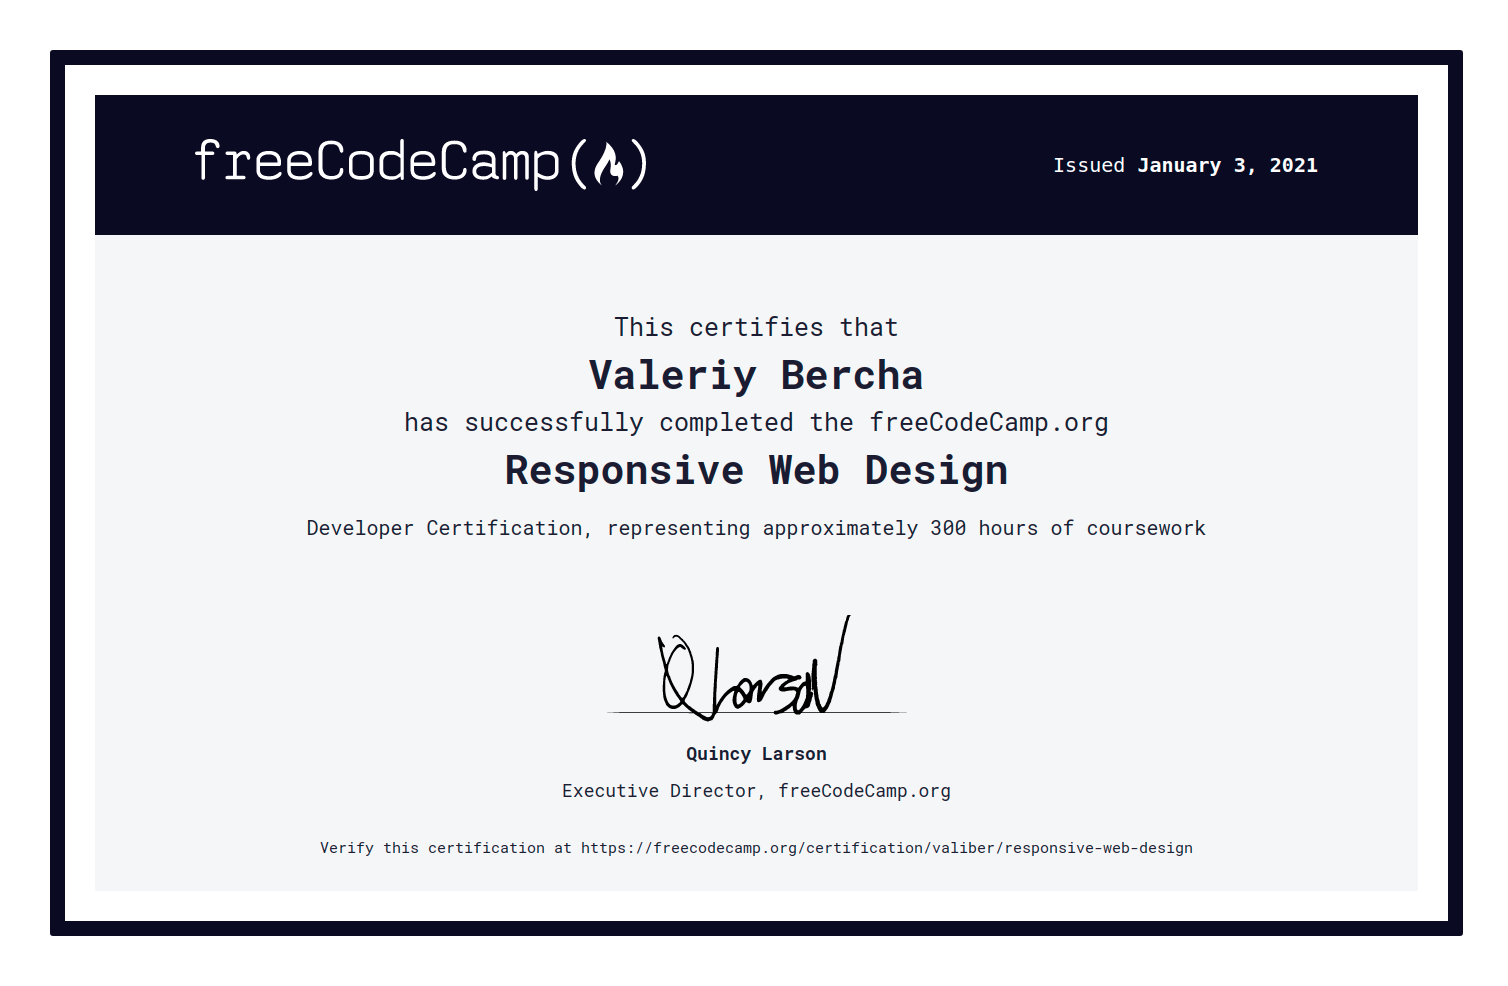 freeCodeCamp
Issued January 3, 2021
This certifies that
Valeriy Bercha
has successfully completed the freeCodeCamp.org
Responsive Web Design
Developer Certification, representing approximately 300 hours of coursework
Q Larson
Quincy Larson
Executive Director, freeCodeCamp.org
Verify this certification at https://freecodecamp.org/certification/valiber/responsive-web-design